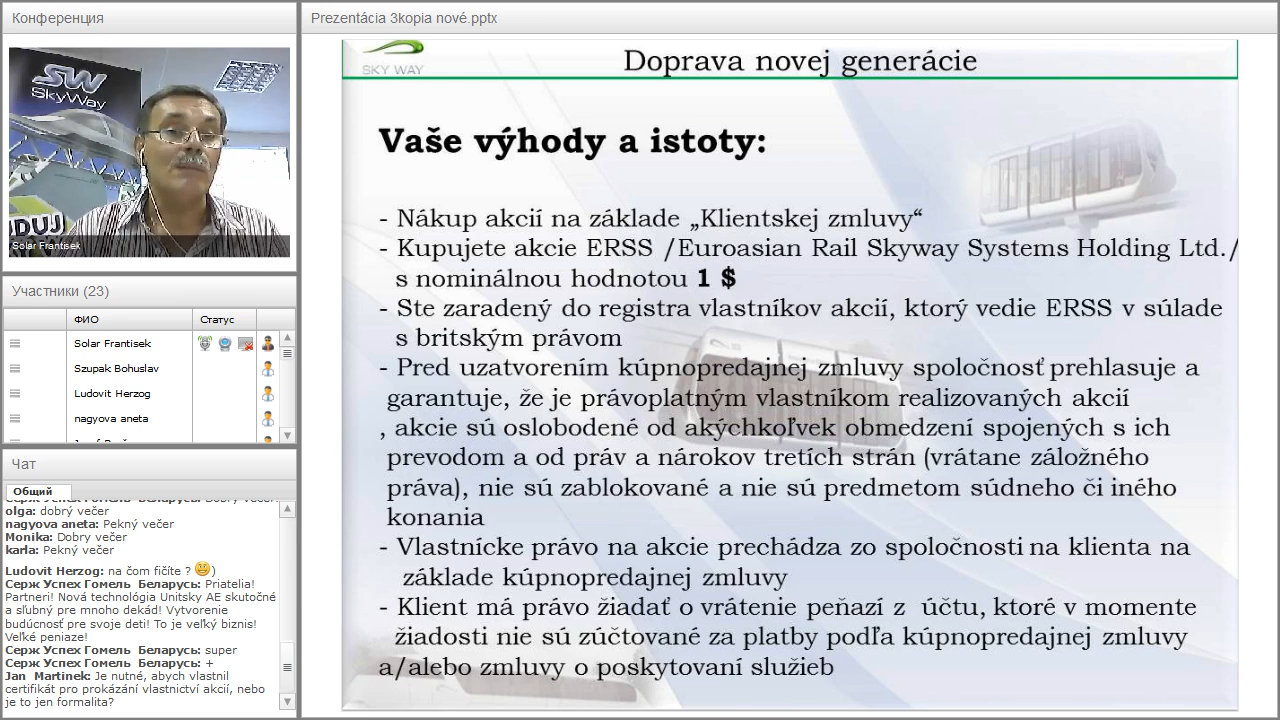 Конференция
SW
SkyWay
DUJ
Solar Frantisek
Участники (23)
ФИО
Статус
Solar Frantisek
Szupak Bohuslav
Ludovit Herzog
nagyova aneta
Чат
Общий
Серж Успех Гомель Беларусь: Dobrý večer
olga: dobrý večer
nagyova aneta: Pekný večer
Monika: Dobry večer
karla: Pekný večer
Ludovit Herzog: na čom fičíte ? )
Серж Успех Гомель Беларусь: Priatelia!
Partneri! Nová technológia Unitsky AE skutočné
a sľubný pre mnoho dekád! Vytvorenie
budúcnosť pre svoje deti! To je veľký biznis!
Veľké peniaze!
Серж Успех Гомель Беларусь: super
Серж Успех Гомель Беларусь: +
Jan Martinek: Je nutné, abych vlastnil
certifikát pro prokázání vlastnictví akcií, nebo
je to jen formalita?
Prezentácia 3kopia nové.pptx
SKY WAY
Doprava novej generácie
Vaše výhody a istoty:
- Nákup akcií na základe „Klientskej zmluvy“
- Kupujete akcie ERSS /Euroasian Rail Skyway Systems Holding Ltd./
s nominálnou hodnotou 1 $
- Ste zaradený do registra vlastníkov akcií, ktorý vedie ERSS v súlade
s britským právom
- Pred uzatvorením kúpnopredajnej zmluvy spoločnosť prehlasuje a
garantuje, že je právoplatným vlastníkom realizovaných akcií
, akcie sú oslobodené od akýchkoľvek obmedzení spojených s ich
prevodom a od práv a nárokov tretích strán (vrátane záložného
práva), nie sú zablokované a nie sú predmetom súdneho či iného
konania
- Vlastnícke právo na akcie prechádza zo spoločnosti na klienta na
základe kúpnopredajnej zmluvy
- Klient má právo žiadať o vrátenie peňazí z účtu, ktoré v momente
žiadosti nie sú zúčtované za platby podľa kúpnopredajnej zmluvy
a/alebo zmluvy o poskytovaní služieb